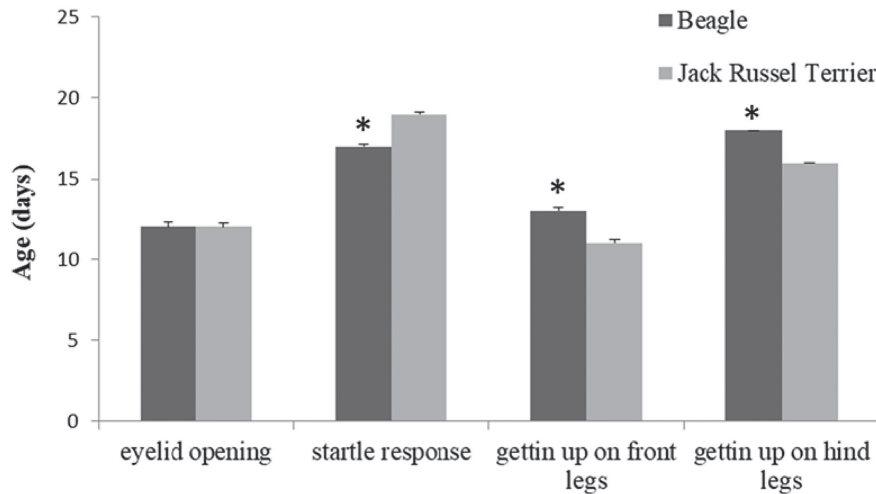 Beagle
Jack Russel Terrier
Age (days)
25
20
15
10
5
0
*
*
*
eyelid opening
startle response
gettin up on front
legs
gettin up on hind
legs